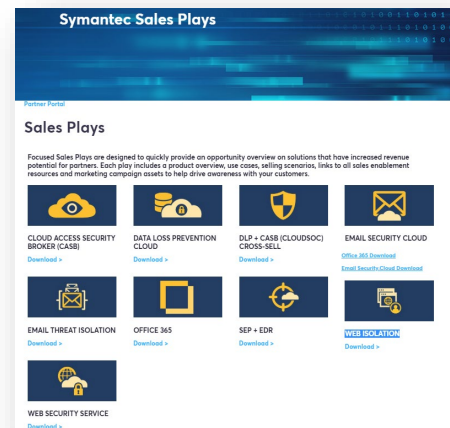 Symantec Sales Plays
Partner Portal
Sales Plays
Focused Sales Plays are designed to quickly provide an opportunity overview on solutions that have increased revenue
potential for partners. Each play includes a product overview, use cases, selling scenarios, links to all sales enablement
resources and marketing campaign assets to help drive awareness with your customers.
CLOUD ACCESS SECURITY
BROKER (CASB)
Download >
DATA LOSS PREVENTION
CLOUD
Download >
DLP + CASB (CLOUDSOC)
CROSS-SELL
Download >
EMAIL SECURITY CLOUD
Office 365 Download
Email Security Cloud Download
EMAIL THREAT ISOLATION
Download >
OFFICE 365
Download >
SEP + EDR
Download >
WEB ISOLATION
Download >
WEB SECURITY SERVICE
Download >